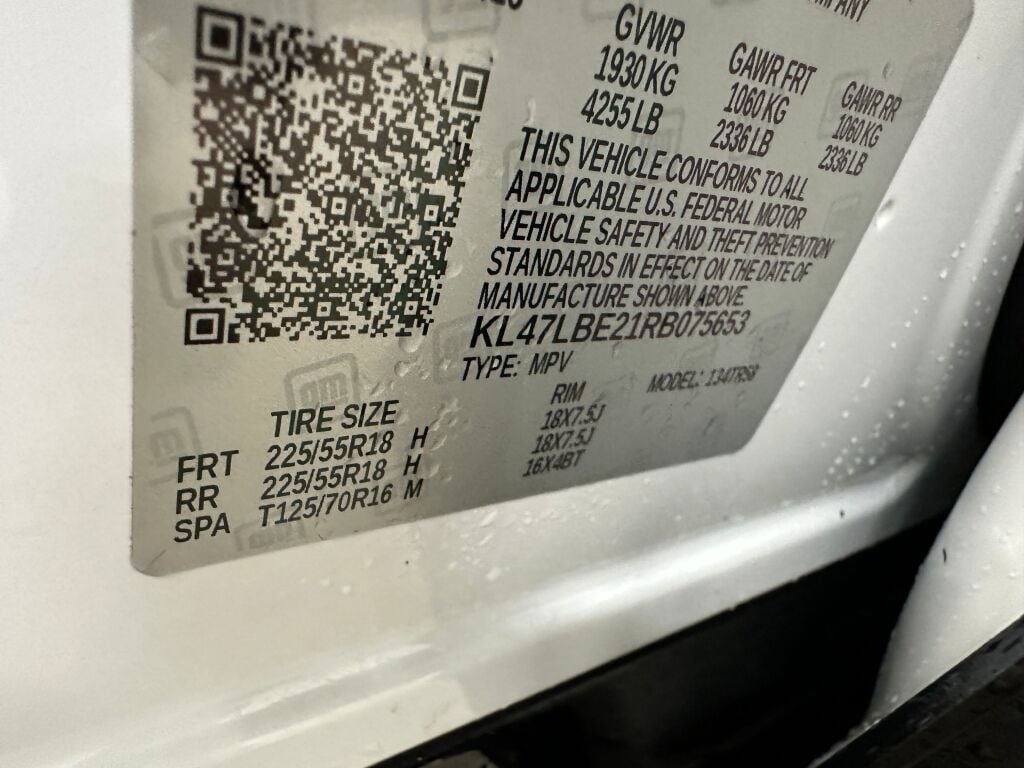 GVWR
1930 KG
4255 LB
GAWR FRT
1060 KG
2336 LB
GAWR RR
1060 KG
2336 LB
THIS VEHICLE CONFORMS TO ALL
APPLICABLE U.S. FEDERAL MOTOR
VEHICLE SAFETY AND THEFT PREVENTION
STANDARDS IN EFFECT ON THE DATE OF
MANUFACTURE SHOWN ABOVE.
KL47LBE21RB075653
TYPE: MPV
MODEL: 1TR58
TIRE SIZE
RIM
FRT 225/55R18 H 18X7.5J
RR 225/55R18 H 18X7.5J
SPA T125/70R16 M 16X4BT
gm